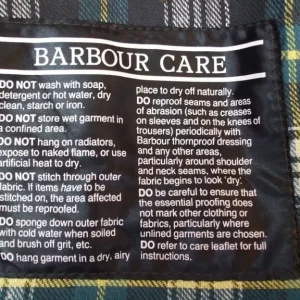 BARBOUR CARE
DO NOT wash with soap,
detergent or hot water, dry
clean, starch or iron.
DO NOT store wet garment in
a confined area.
DO NOT hang on radiators,
expose to naked flame, or use
artificial heat to dry.
DO NOT stitch through outer
fabric. If items have to be
stitched on, the area affected
must be reproofed.
DO sponge down outer fabric
with cold water when soiled
and brush off grit, etc.
DO hang garment in a dry, airy
place to dry off naturally.
DO reproof seams and areas
of abrasion (such as creases
on sleeves and on the knees of
trousers) periodically with
Barbour thornproof dressing
and any other areas,
particularly around shoulder
and neck seams, where the
fabric begins to look 'dry'.
DO be careful to ensure that
the essential proofing does
not mark other clothing or
fabrics, particularly where
unlined garments are chosen.
DO refer to care leaflet for full
instructions.